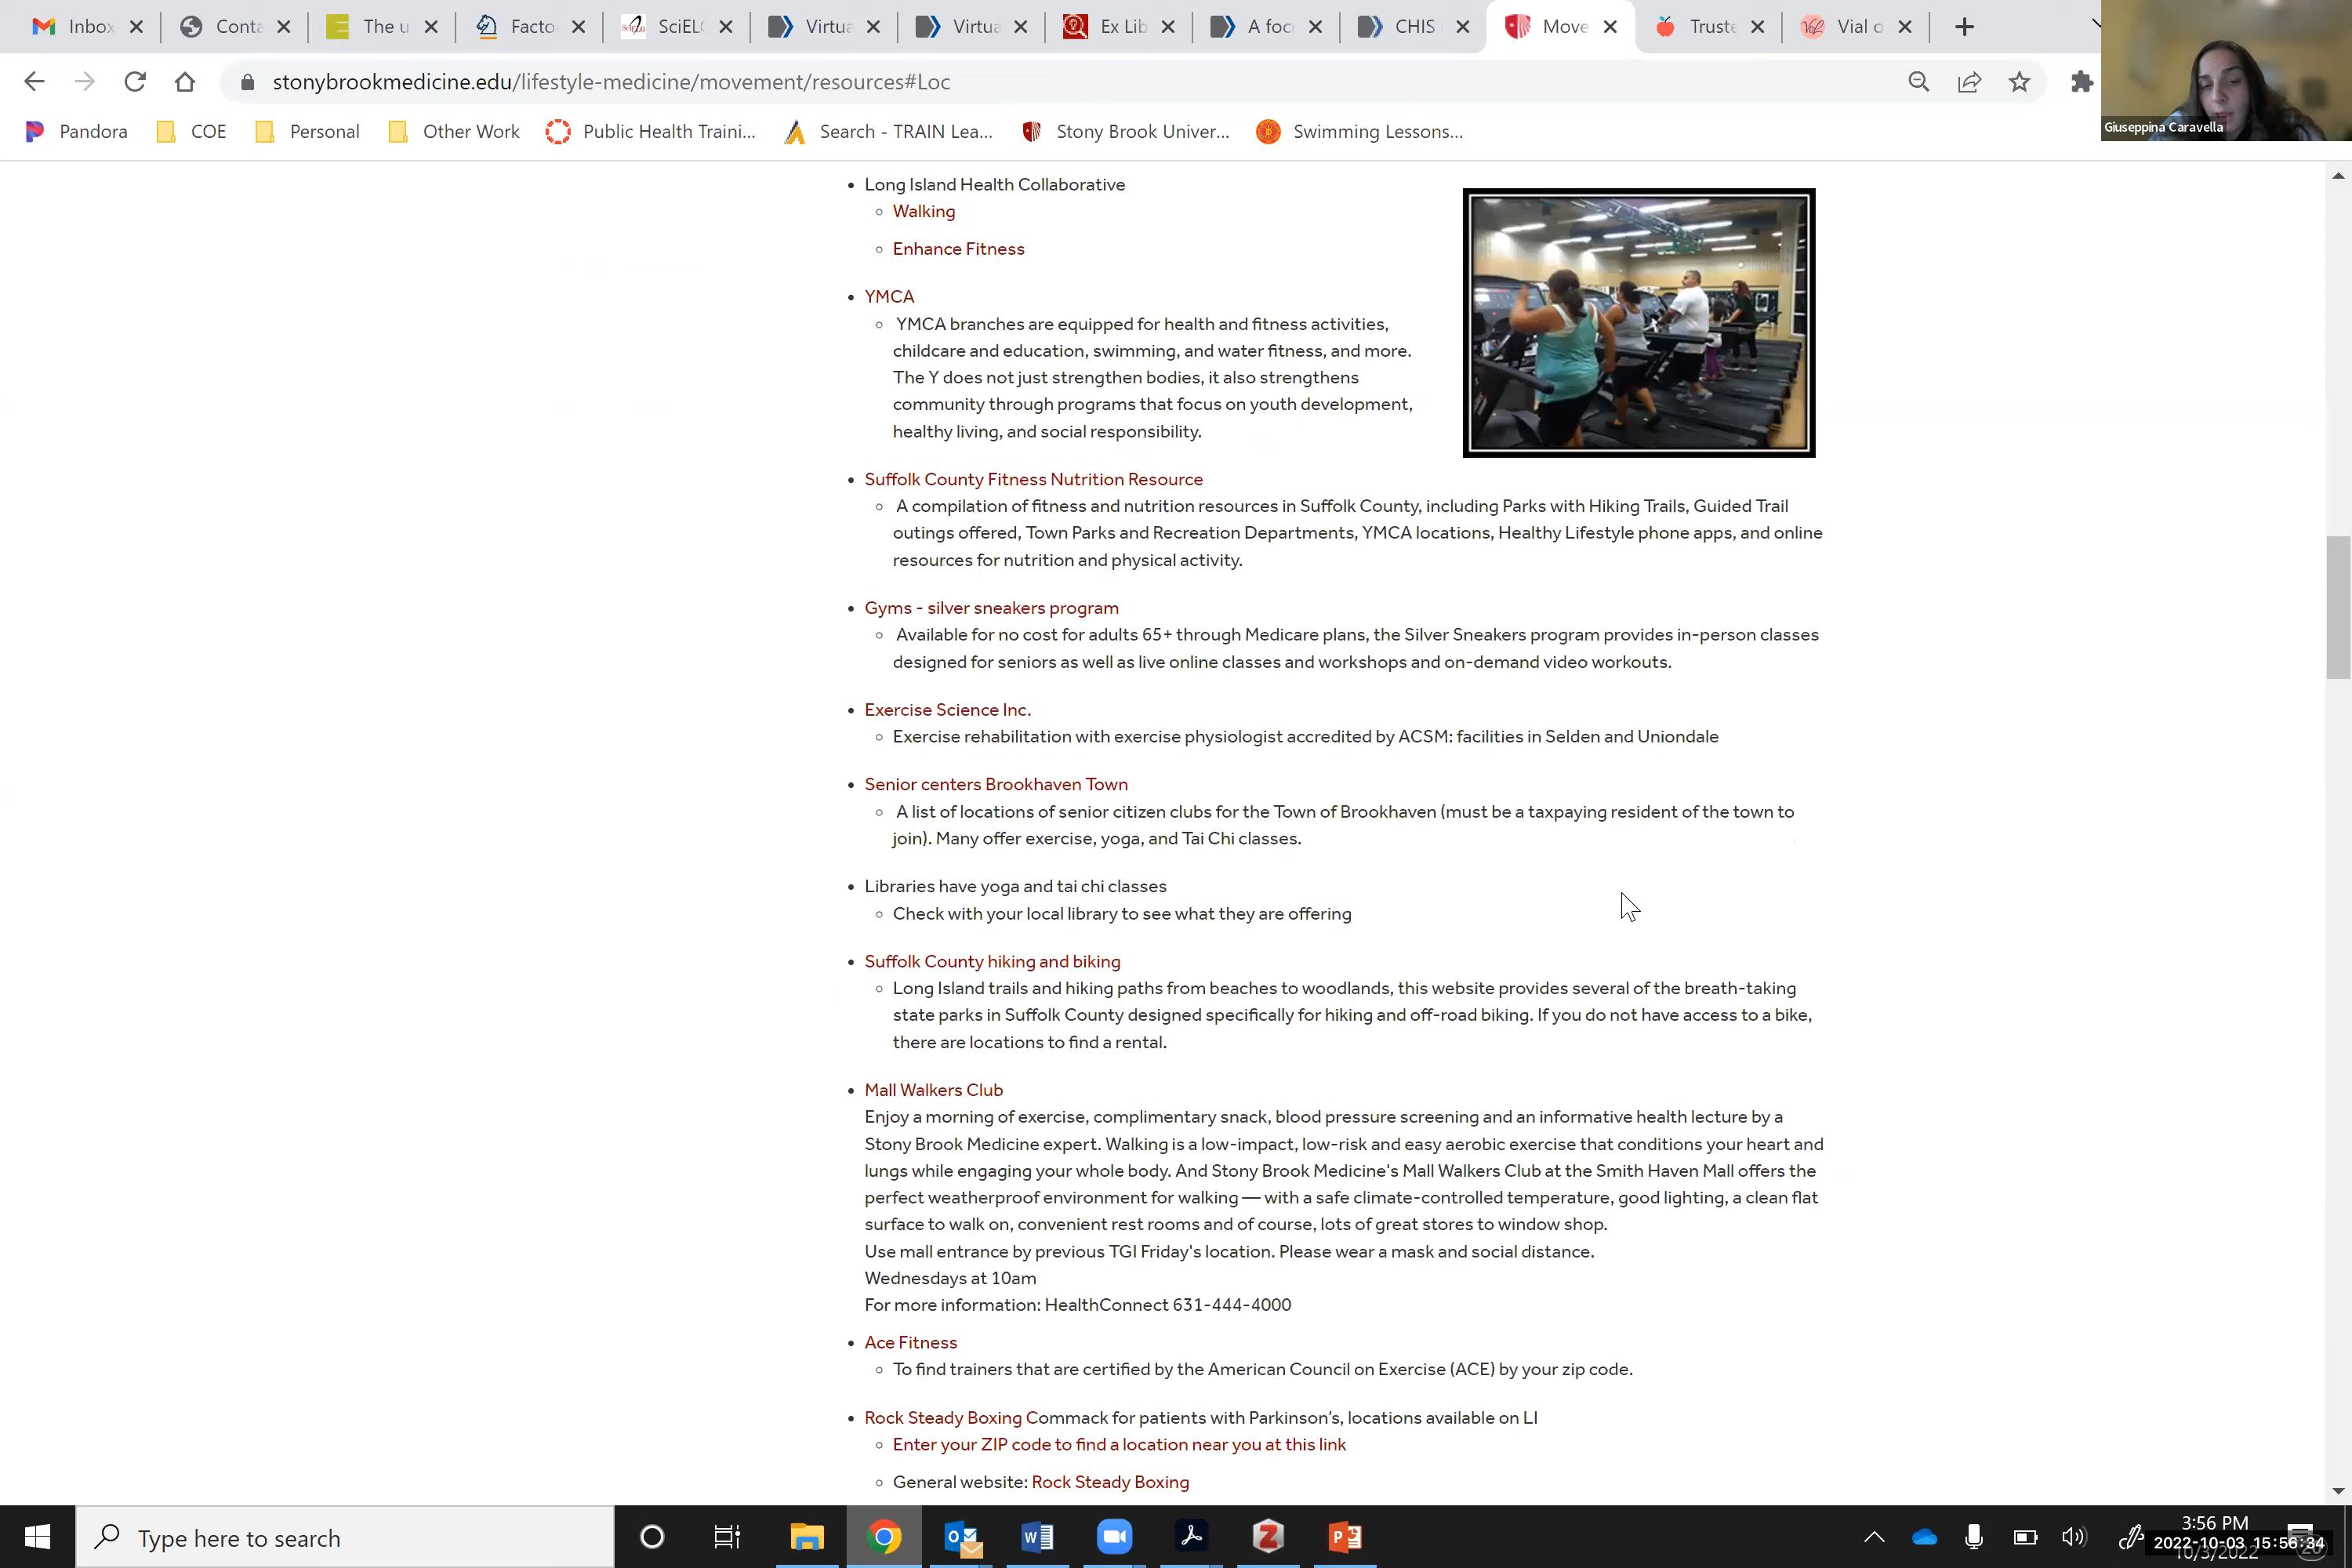 Inbox
Conta
The u
Facto
SciELO
Virtua
Virtua
Ex Lib
A foc
CHIS
Move
Truste
Vial o
stonybrookmedicine.edu/lifestyle-medicine/movement/resources#Loc
Giuseppina Caravella
Pandora
COE
Personal
Other Work
Public Health Traini...
Search - TRAIN Lea...
Stony Brook Univer...
Swimming Lessons...
Long Island Health Collaborative
Walking
Enhance Fitness
YMCA
YMCA branches are equipped for health and fitness activities,
childcare and education, swimming, and water fitness, and more.
The Y does not just strengthen bodies, it also strengthens
community through programs that focus on youth development,
healthy living, and social responsibility.
Suffolk County Fitness Nutrition Resource
A compilation of fitness and nutrition resources in Suffolk County, including Parks with Hiking Trails, Guided Trail
outings offered, Town Parks and Recreation Departments, YMCA locations, Healthy Lifestyle phone apps, and online
resources for nutrition and physical activity.
Gyms - silver sneakers program
Available for no cost for adults 65+ through Medicare plans, the Silver Sneakers program provides in-person classes
designed for seniors as well as live online classes and workshops and on-demand video workouts.
Exercise Science Inc.
Exercise rehabilitation with exercise physiologist accredited by ACSM: facilities in Selden and Uniondale
Senior centers Brookhaven Town
A list of locations of senior citizen clubs for the Town of Brookhaven (must be a taxpaying resident of the town to
join). Many offer exercise, yoga, and Tai Chi classes.
Libraries have yoga and tai chi classes
Check with your local library to see what they are offering
Suffolk County hiking and biking
Long Island trails and hiking paths from beaches to woodlands, this website provides several of the breath-taking
state parks in Suffolk County designed specifically for hiking and off-road biking. If you do not have access to a bike,
there are locations to find a rental.
Mall Walkers Club
Enjoy a morning of exercise, complimentary snack, blood pressure screening and an informative health lecture by a
Stony Brook Medicine expert. Walking is a low-impact, low-risk and easy aerobic exercise that conditions your heart and
lungs while engaging your whole body. And Stony Brook Medicine's Mall Walkers Club at the Smith Haven Mall offers the
perfect weatherproof environment for walking — with a safe climate-controlled temperature, good lighting, a clean flat
surface to walk on, convenient rest rooms and of course, lots of great stores to window shop.
Use mall entrance by previous TGI Friday's location. Please wear a mask and social distance.
Wednesdays at 10am
For more information: HealthConnect 631-444-4000
Ace Fitness
To find trainers that are certified by the American Council on Exercise (ACE) by your zip code.
Rock Steady Boxing Commack for patients with Parkinson's, locations available on LI
Enter your ZIP code to find a location near you at this link
General website: Rock Steady Boxing
Type here to search
3:56 PM
2022-10-03 15:56:34
10/3/2022